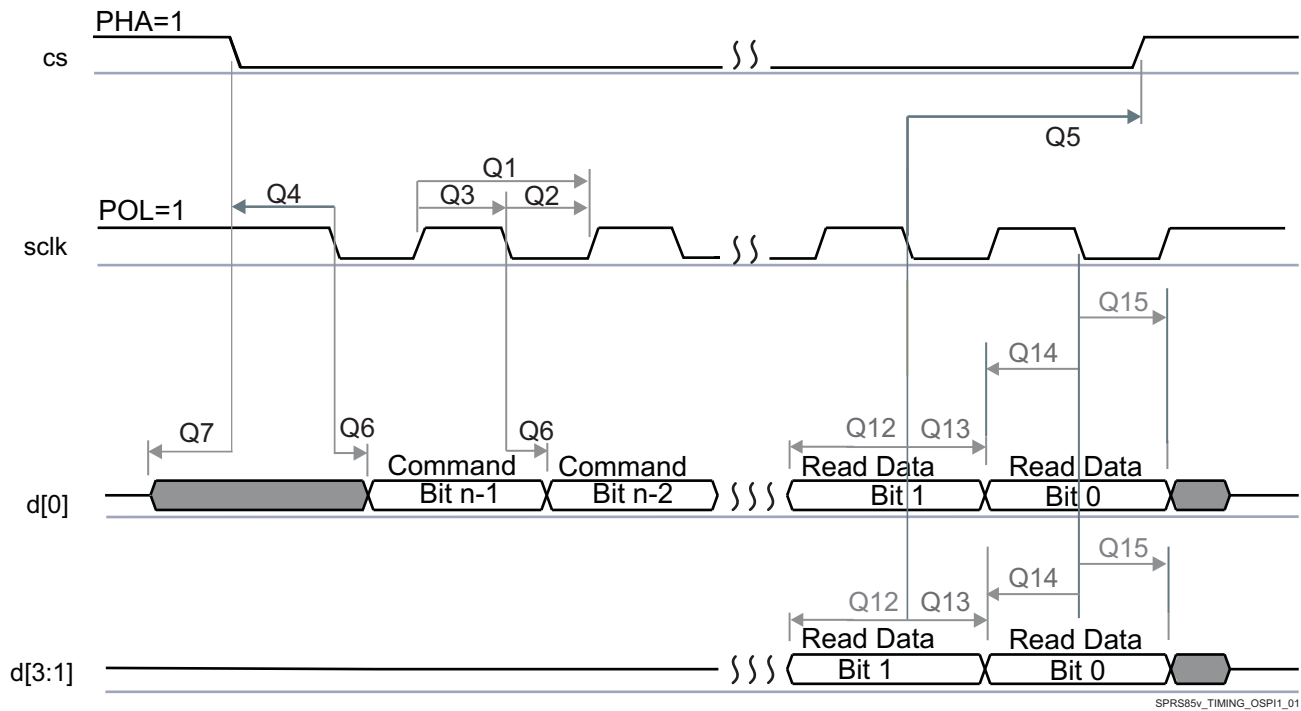 PHA=1
cs
Q5
Q1
Q4
Q3
Q2
POL=1
sclk
Q15
Q14
Q7
Q6
Q6
Q12
Q13
Command
Command
Read Data
Read Data
d[0]
Bit n-1
Bit n-2
Bit 1
Bit 0
Q15
Q14
Q12
Q13
Read Data
Read Data
d[3:1]
Bit 1
Bit 0
SPRS85v_TIMING_OSPI1_01